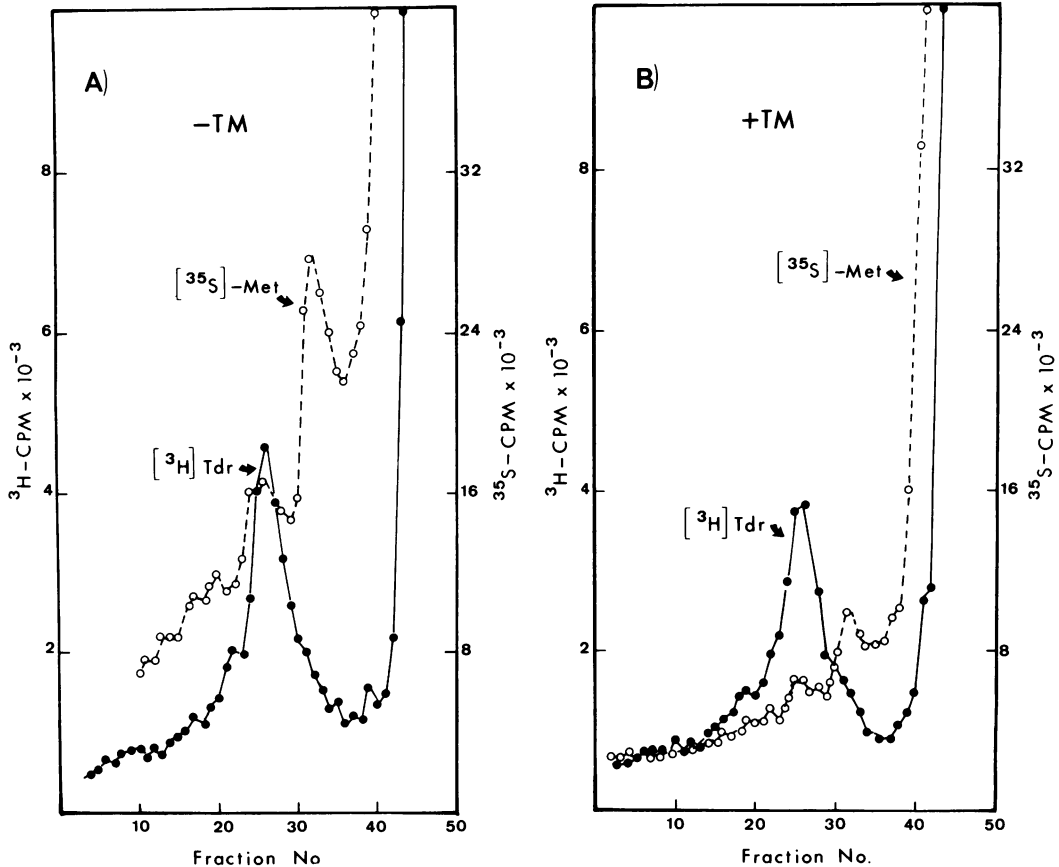 A)
−TM
8
6
4
2
32
24
16
8
[³⁵S]−Met
[³H] Tdr
³H−CPM x 10⁻³
³⁵S−CPM x 10⁻³
10 20 30 40 50
Fraction No
B)
+TM
8
6
4
2
32
24
16
8
[³⁵S]−Met
[³H] Tdr
³H−CPM x 10⁻³
³⁵S−CPM x 10⁻³
10 20 30 40 50
Fraction No.